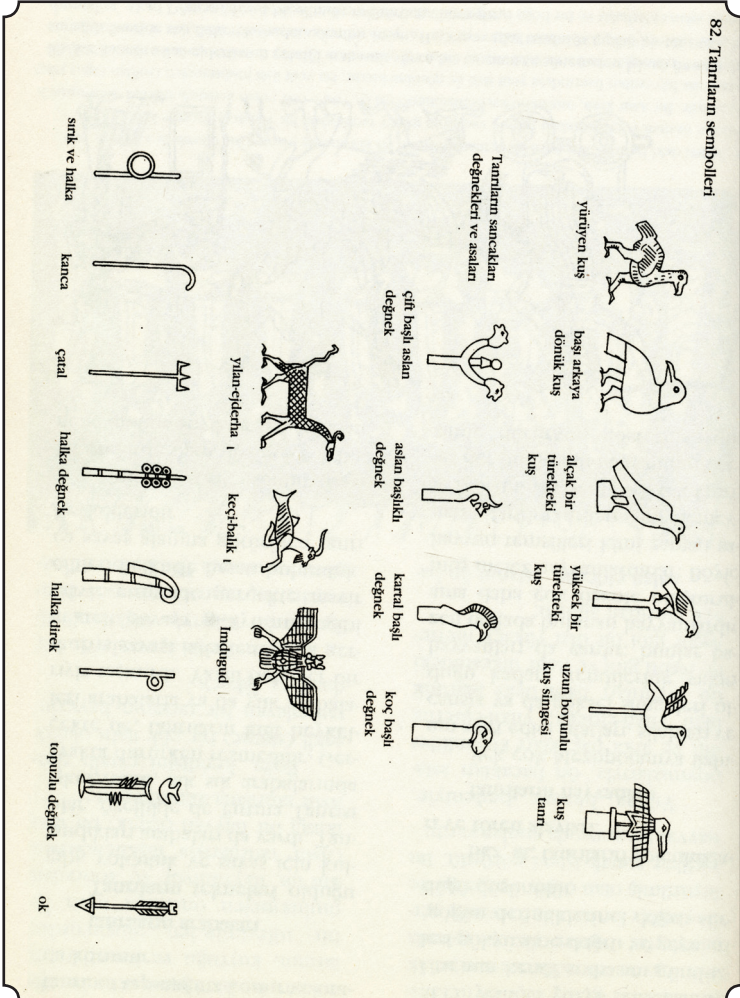 82. Tanrıların sembolleri
yürüyen kuş
başı arkaya
dönük kuş
alçak bir
türekteki
kuş
yüksek bir
türekteki
kuş
uzun boyunlu
kuş simgesi
kuş
tanrı
Tanrıların sancakları
değnekleri ve asaları
çift başlı aslan
değnek
aslan başlıklı
değnek
kartal başlı
değnek
koç başlı
değnek
yılan-ejderha
keçi-balık
Imdugud
sırık ve halka
kanca
çatal
halka değnek
halka direk
topuzlu değnek
ok